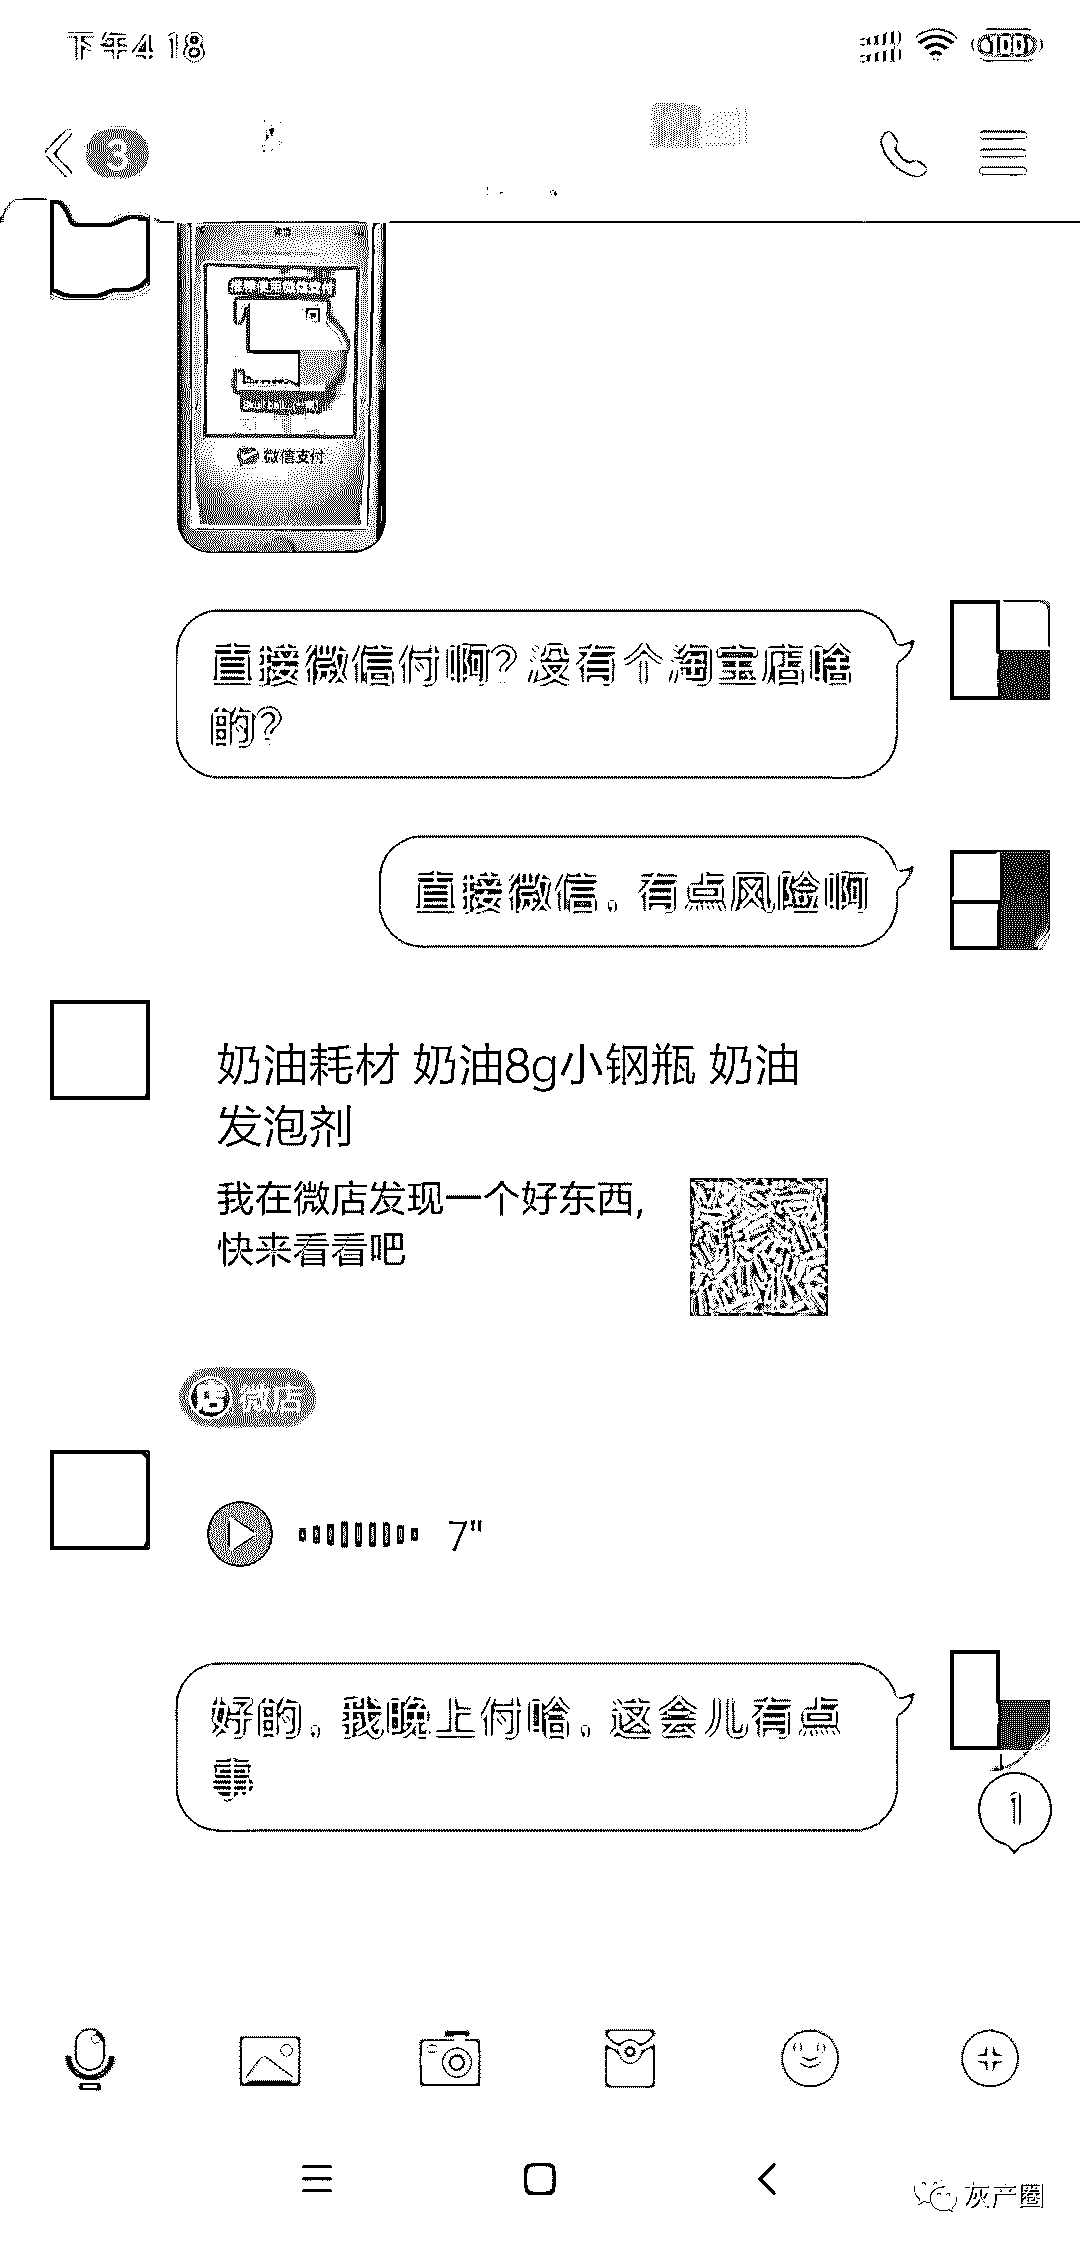 下午4 18
100
3
微信支付
直接微信付啊?没有个淘宝店啥
的?
直接微信。有点风险啊
奶油耗材 奶油8g小钢瓶 奶油
发泡剂
我在微店发现一个好东西,
快来看看吧
店 微店
7"
好的。我晚上付哈。这会儿有点
事
1
灰产圈